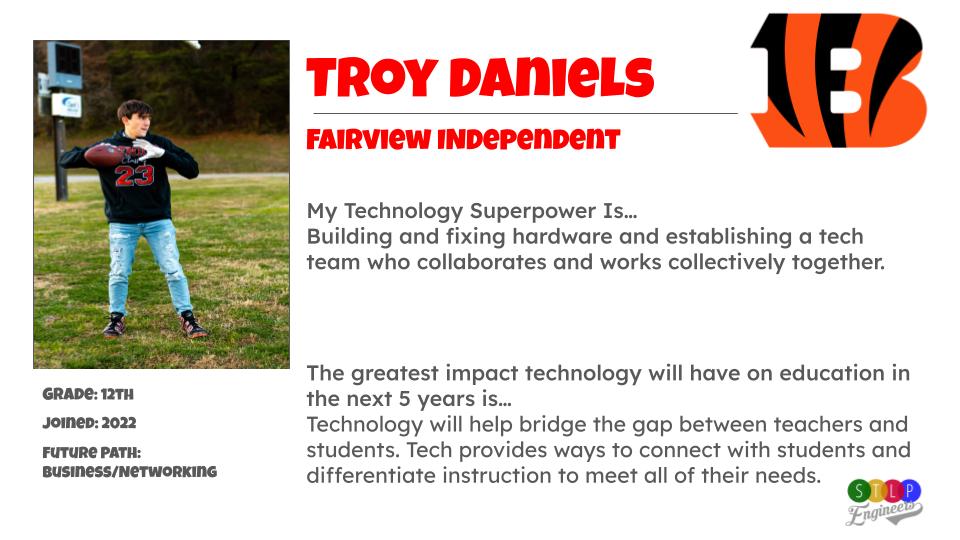 Troy Daniels
Fairview Independent
My Technology Superpower Is...
Building and fixing hardware and establishing a tech
team who collaborates and works collectively together.
The greatest impact technology will have on education in
the next 5 years is...
Technology will help bridge the gap between teachers and
students. Tech provides ways to connect with students and
differentiate instruction to meet all of their needs.
23
Grade: 12th
Joined: 2022
Future Path:
Business/Networking
B
STLP
Engineers